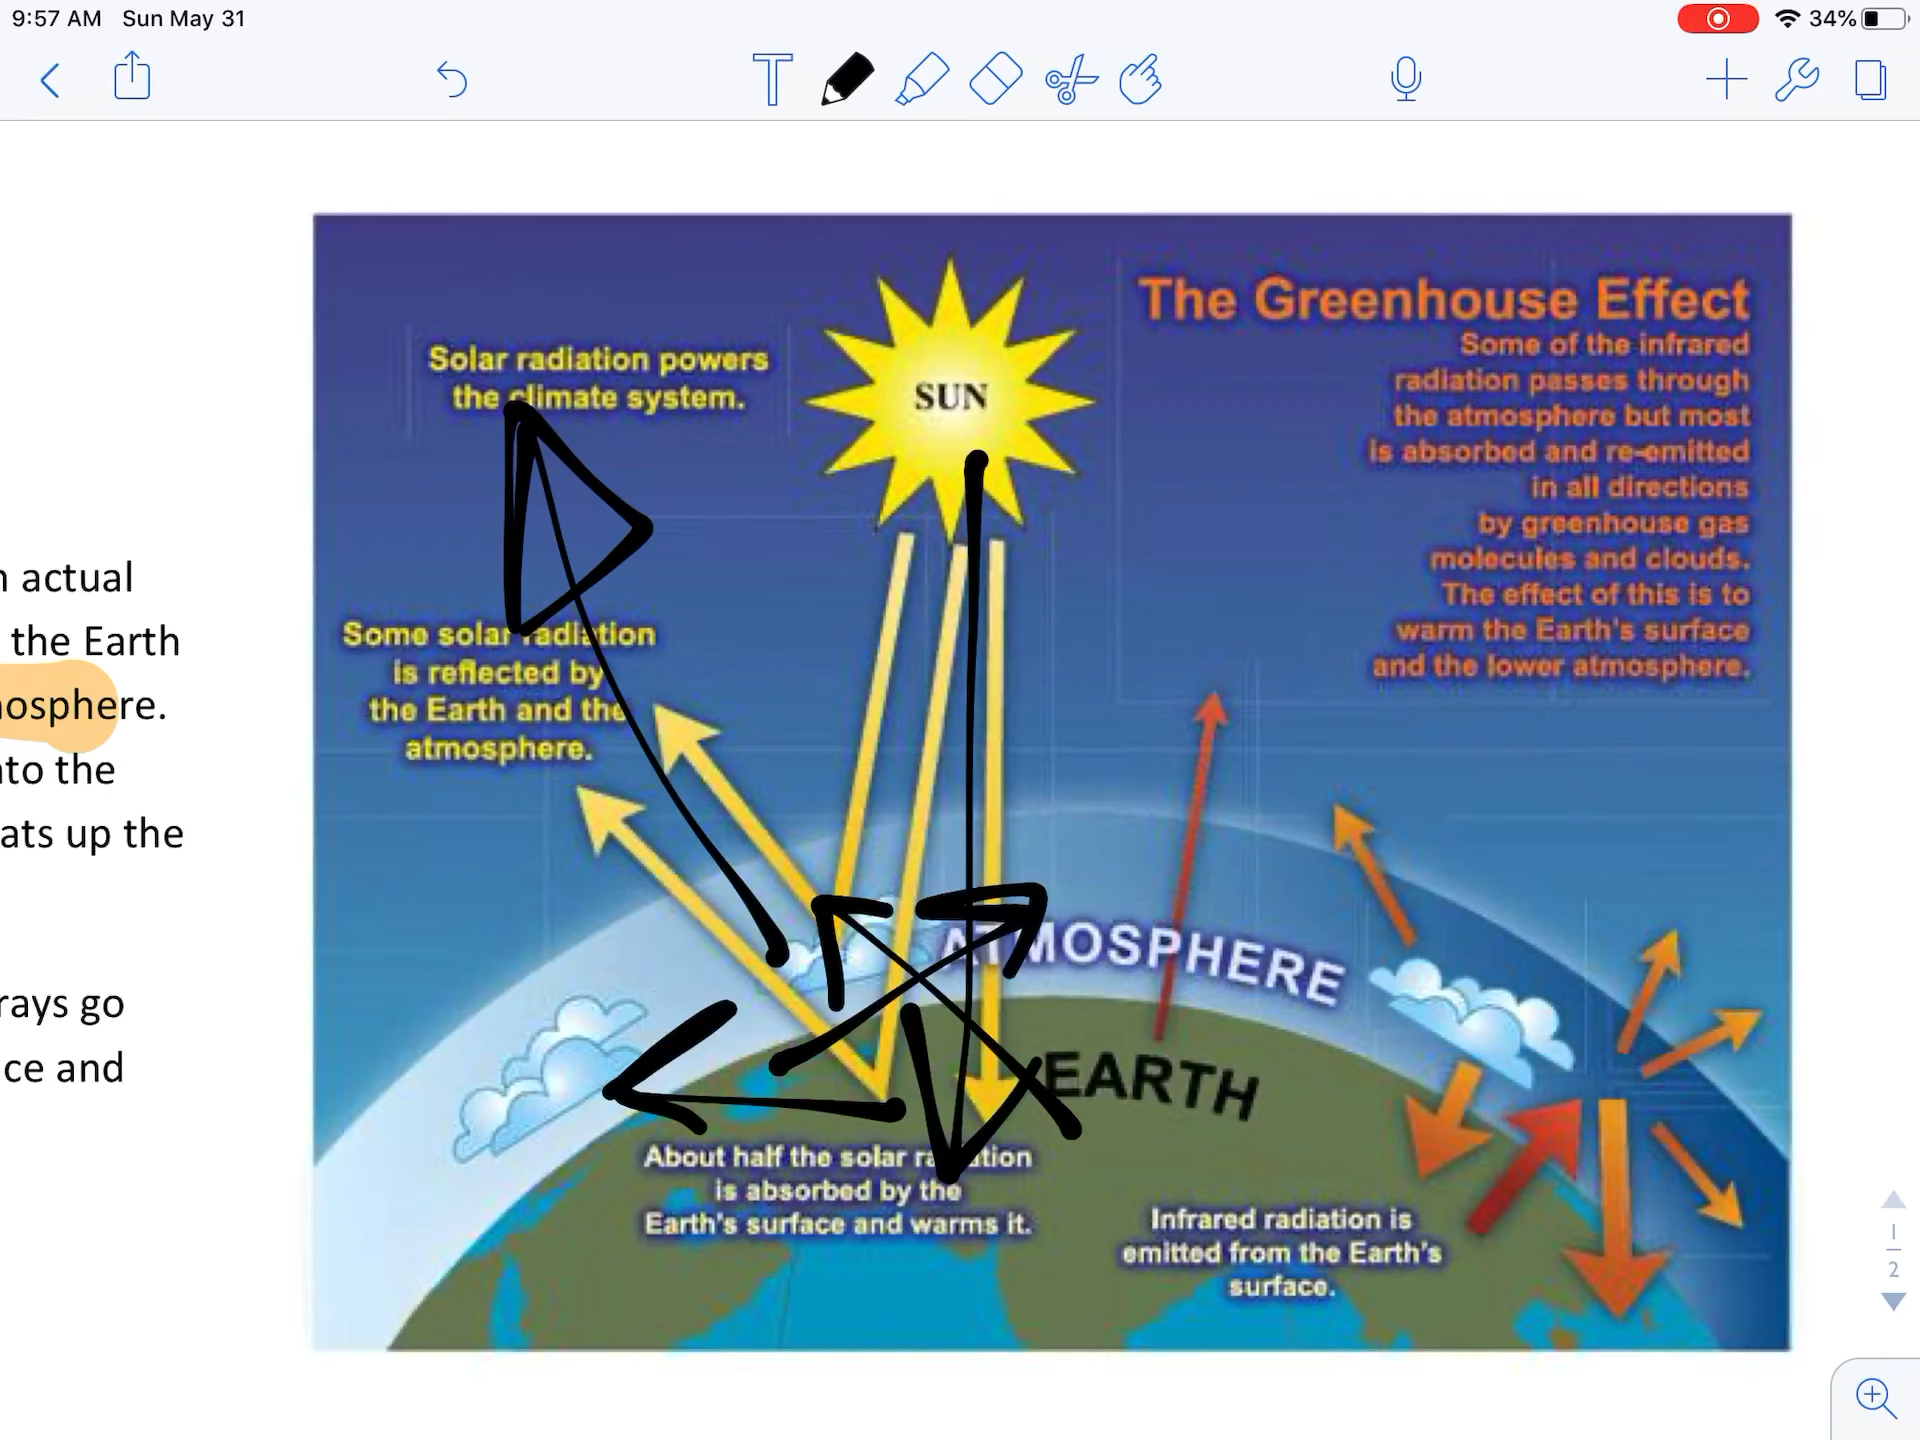 9:57 AM Sun May 31
34%
actual
the Earth
osphere.
to the
ats up the
rays go
ce and
Solar radiation powers
the climate system.
SUN
The Greenhouse Effect
Some of the infrared
radiation passes through
the atmosphere but most
is absorbed and re-emitted
in all directions
by greenhouse gas
molecules and clouds.
The effect of this is to
warm the Earth's surface
and the lower atmosphere.
Some solar radiation
is reflected by
the Earth and the
atmosphere.
ATMOSPHERE
EARTH
About half the solar radiation
is absorbed by the
Earth's surface and warms it.
Infrared radiation is
emitted from the Earth's
surface.
1
2